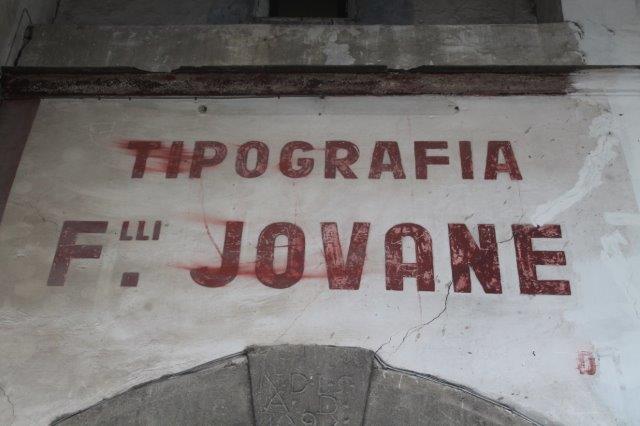 TIPOGRAFIA
F.LLI JOVANE
A. D.